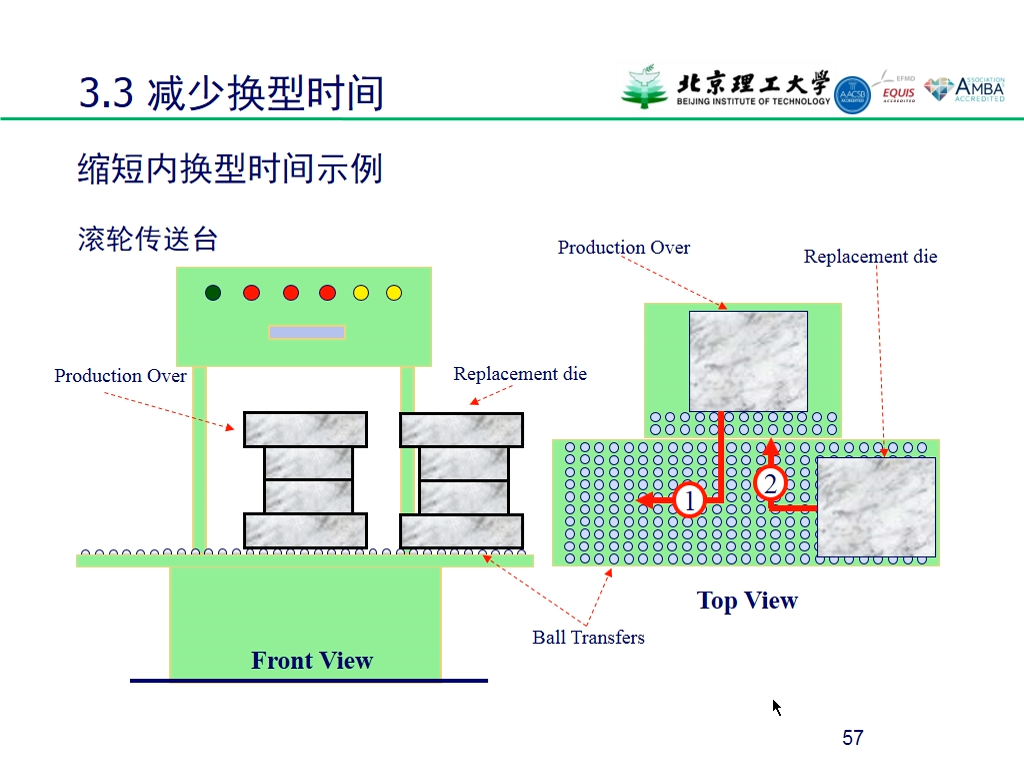 3.3 减少换型时间
北京理工大学
BEIJING INSTITUTE OF TECHNOLOGY
AACSB
ACCREDITED
EFMD
EQUIS
ACCREDITED
ASSOCIATION
AMBA
ACCREDITED
缩短内换型时间示例
滚轮传送台
Production Over
Replacement die
Production Over
Replacement die
1
2
Top View
Ball Transfers
Front View
57